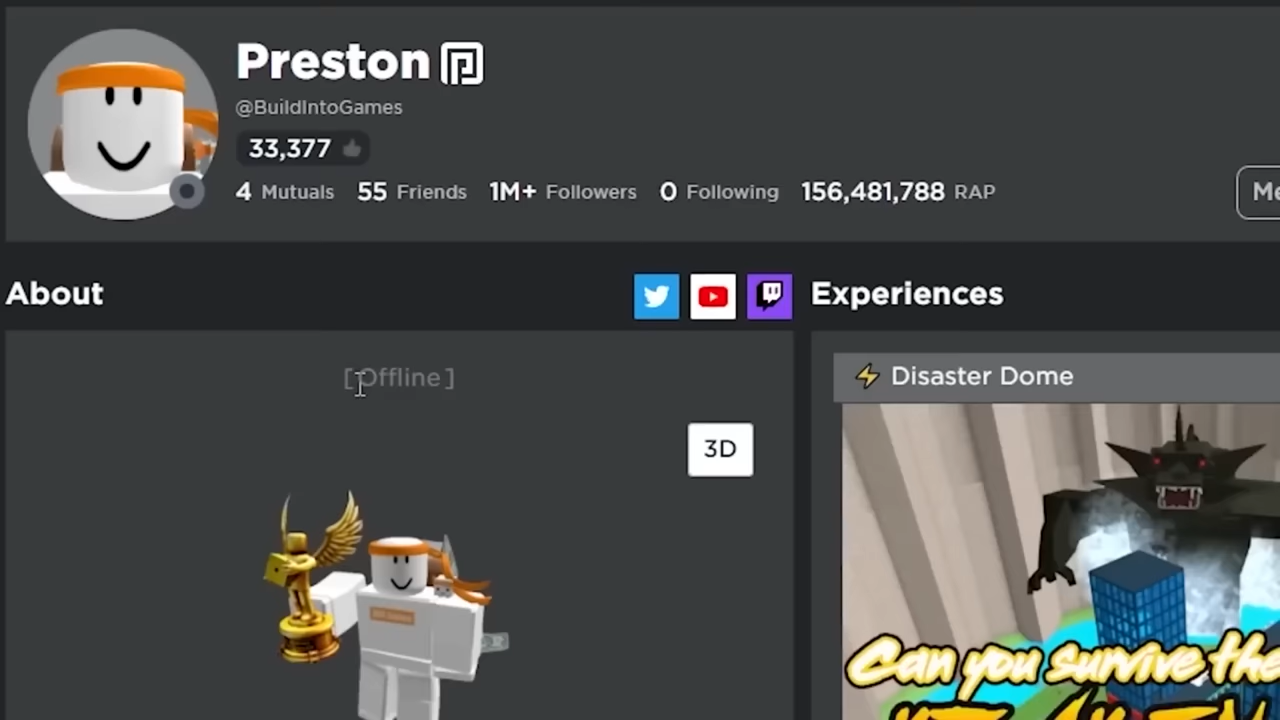 Preston
@BuildIntoGames
33,377
4 Mutuals 55 Friends 1M+ Followers 0 Following 156,481,788 RAP
About
Experiences
[Offline]
⚡ Disaster Dome
3D
Can you survive the